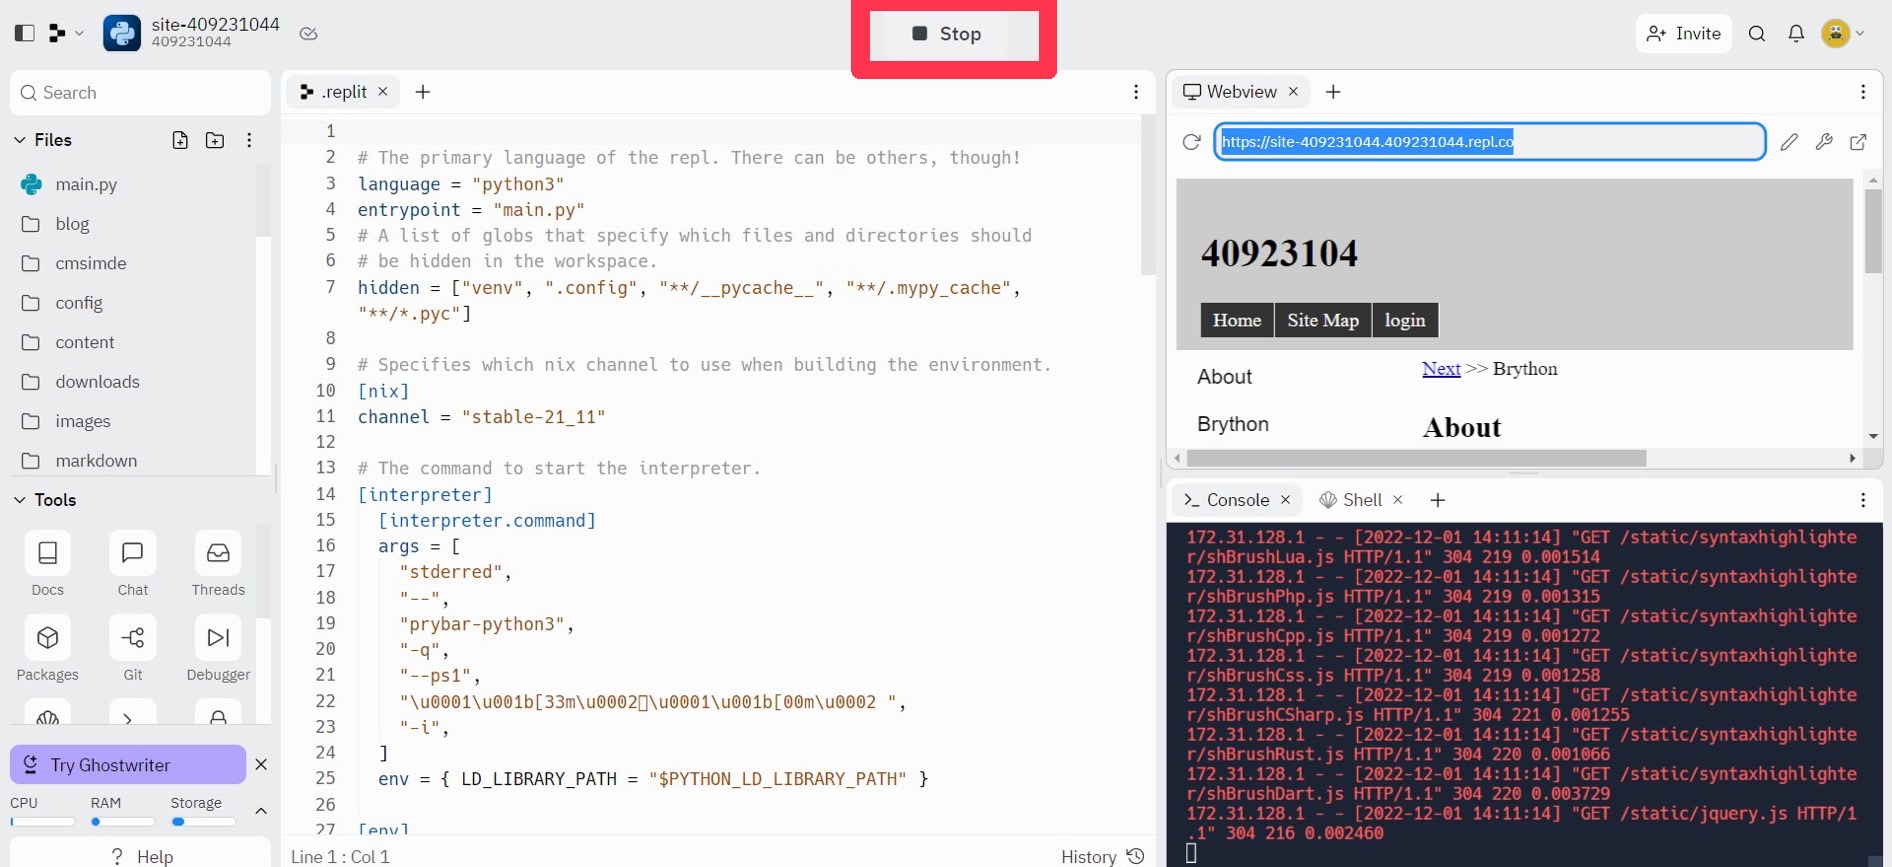 site-409231044
409231044
Stop
Invite
Search
.replit
Webview
https://site-409231044.409231044.repl.co
Files
main.py
blog
cmsimde
config
content
downloads
images
markdown
Tools
Docs
Chat
Threads
Packages
Git
Debugger
Try Ghostwriter
CPU
RAM
Storage
? Help
1
2 # The primary language of the repl. There can be others, though!
3 language = "python3"
4 entrypoint = "main.py"
5 # A list of globs that specify which files and directories should
6 # be hidden in the workspace.
7 hidden = ["venv", ".config", "**/__pycache__", "**/.mypy_cache",
"**/*.pyc"]
8
9 # Specifies which nix channel to use when building the environment.
10 [nix]
11 channel = "stable-21_11"
12
13 # The command to start the interpreter.
14 [interpreter]
15 [interpreter.command]
16 args = [
17 "stderred",
18 "--",
19 "prybar-python3",
20 "-q",
21 "--ps1",
22 "\u0001\u001b[33m\u0002\u0001\u001b[00m\u0002 ",
23 "-i",
24 ]
25 env = { LD_LIBRARY_PATH = "$PYTHON_LD_LIBRARY_PATH" }
26
27 [env]
Line 1 : Col 1
History
40923104
Home
Site Map
login
About
Brython
Next >> Brython
About
Console
Shell
172.31.128.1 - - [2022-12-01 14:11:14] "GET /static/syntaxhighlighte
r/shBrushLua.js HTTP/1.1" 304 219 0.001514
172.31.128.1 - - [2022-12-01 14:11:14] "GET /static/syntaxhighlighte
r/shBrushPhp.js HTTP/1.1" 304 219 0.001315
172.31.128.1 - - [2022-12-01 14:11:14] "GET /static/syntaxhighlighte
r/shBrushCpp.js HTTP/1.1" 304 219 0.001272
172.31.128.1 - - [2022-12-01 14:11:14] "GET /static/syntaxhighlighte
r/shBrushCss.js HTTP/1.1" 304 219 0.001258
172.31.128.1 - - [2022-12-01 14:11:14] "GET /static/syntaxhighlighte
r/shBrushCSharp.js HTTP/1.1" 304 221 0.001255
172.31.128.1 - - [2022-12-01 14:11:14] "GET /static/syntaxhighlighte
r/shBrushRust.js HTTP/1.1" 304 220 0.001066
172.31.128.1 - - [2022-12-01 14:11:14] "GET /static/syntaxhighlighte
r/shBrushDart.js HTTP/1.1" 304 220 0.003729
172.31.128.1 - - [2022-12-01 14:11:14] "GET /static/jquery.js HTTP/1
.1" 304 216 0.002460